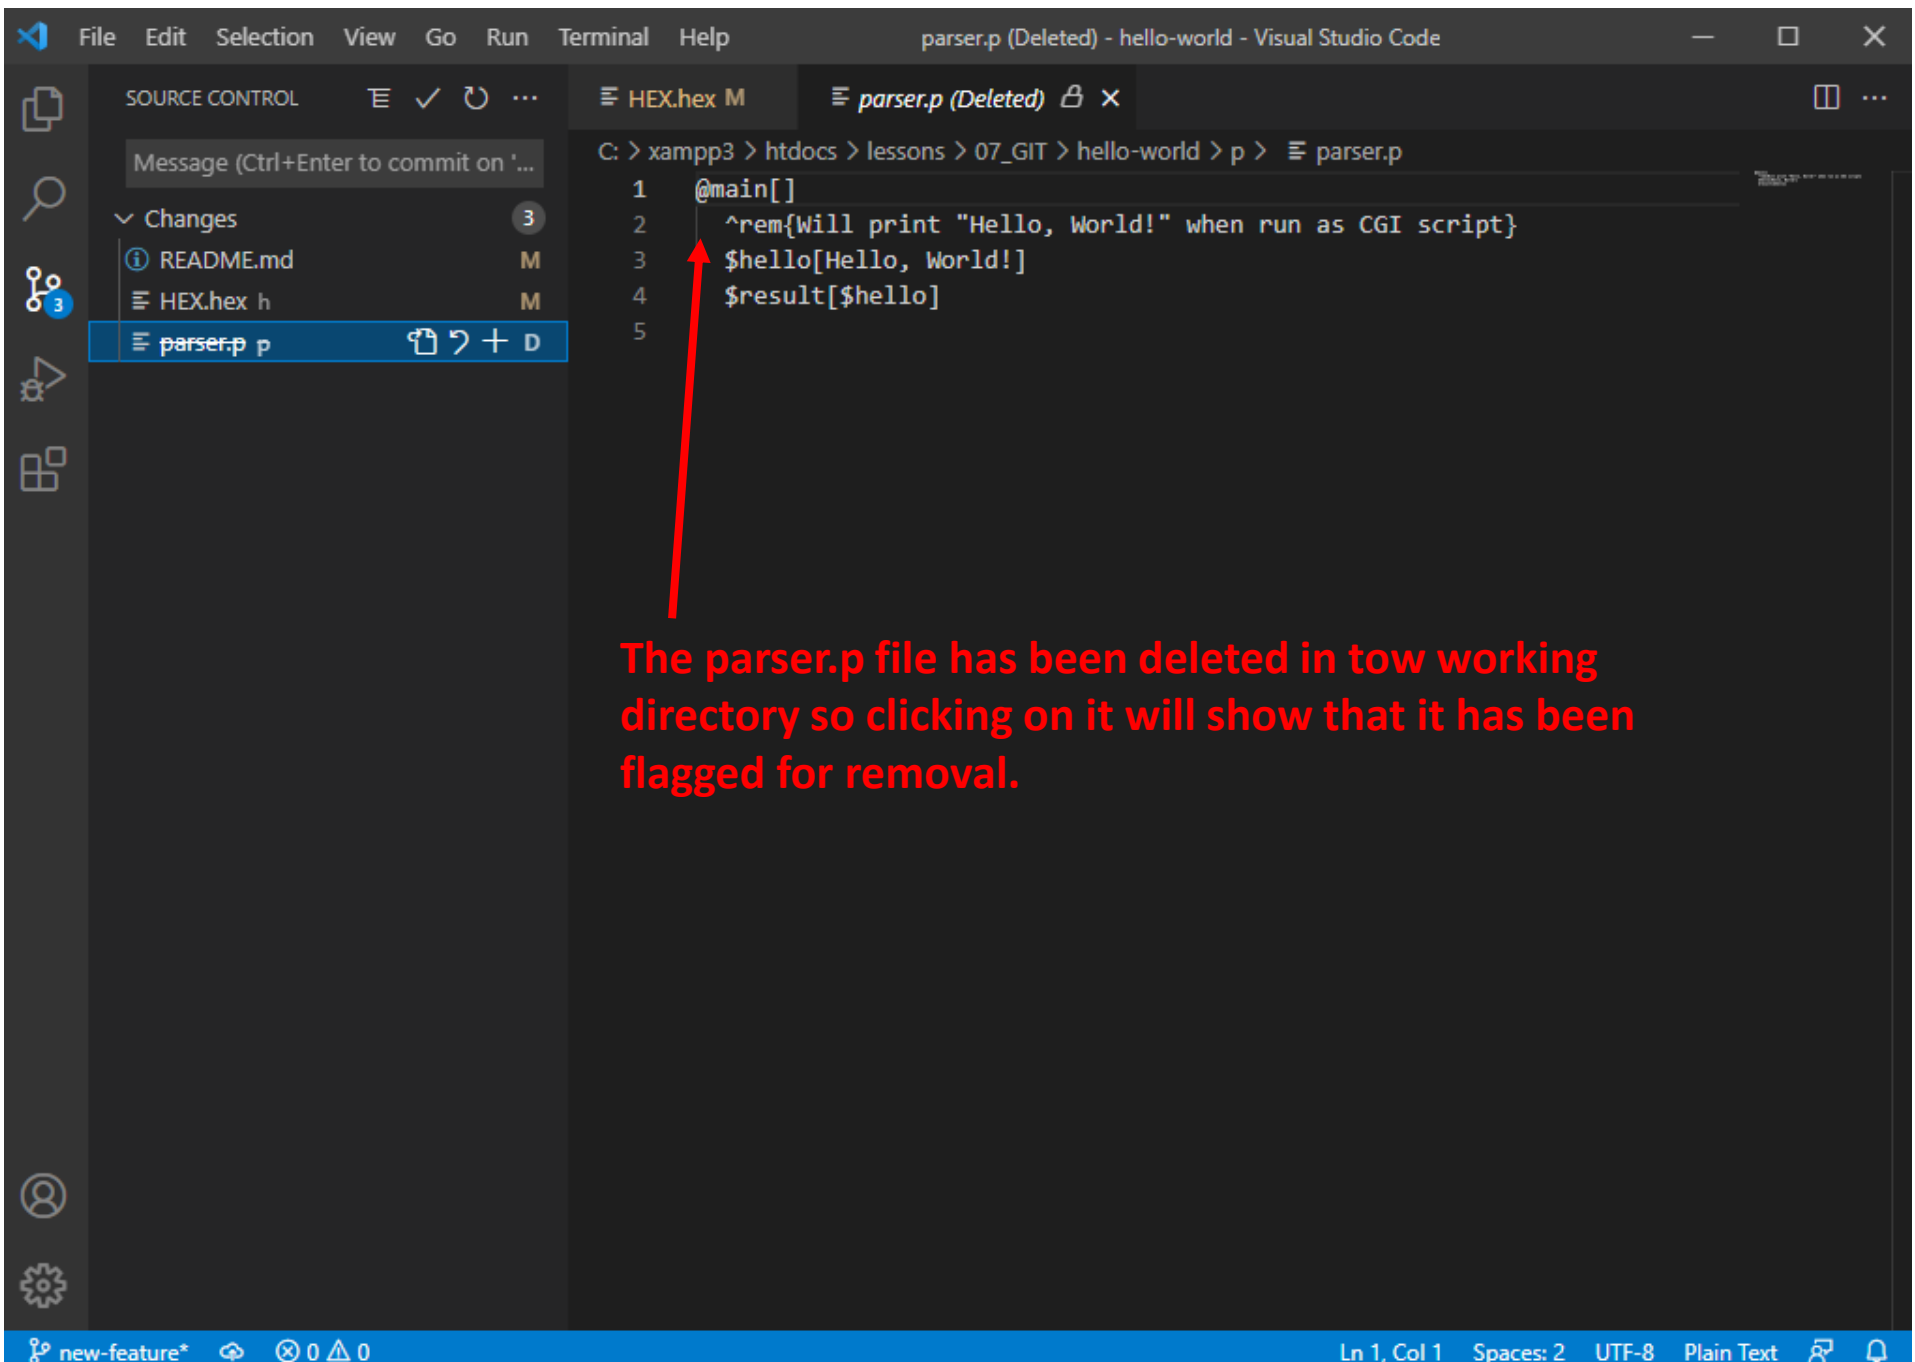 File Edit Selection View Go Run Terminal Help parser.p (Deleted) - hello-world - Visual Studio Code
SOURCE CONTROL
HEX.hex M parser.p (Deleted)
Message (Ctrl+Enter to commit on '...
C: > xampp3 > htdocs > lessons > 07_GIT > hello-world > p > parser.p
Changes 3
README.md M
HEX.hex h M
parser.p p D
3
1 @main[]
2 ^rem{Will print "Hello, World!" when run as CGI script}
3 $hello[Hello, World!]
4 $result[$hello]
5
The parser.p file has been deleted in tow working
directory so clicking on it will show that it has been
flagged for removal.
new-feature* 0 0 Ln 1, Col 1 Spaces: 2 UTF-8 Plain Text